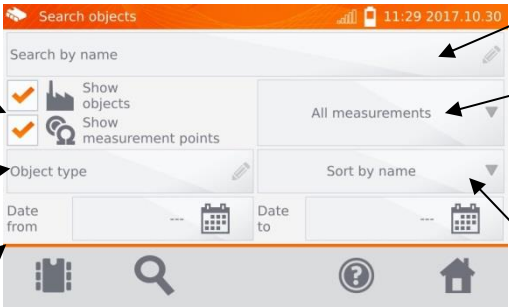 Search objects 11:29 2017.10.30
Search by name
Show
objects
Show
measurement points
All measurements
Object type
Sort by name
Date
from
---
Date
to
---